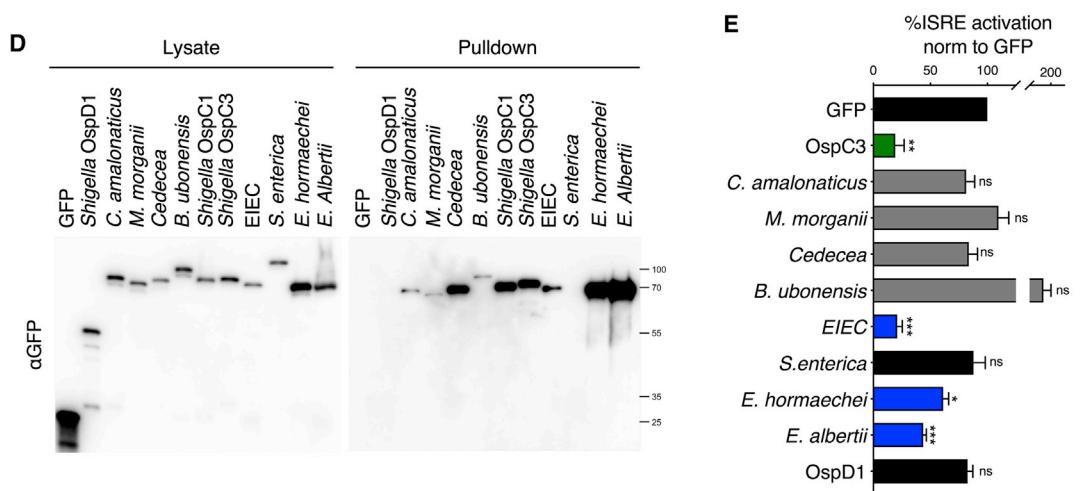 D
Lysate
Pulldown
GFP
Shigella OspD1
C. amalonaticus
M. morganii
Cedecea
B. ubonensis
Shigella OspC1
Shigella OspC3
EIEC
S. enterica
E. hormaechei
E. Albertii
GFP
Shigella OspD1
C. amalonaticus
M. morganii
Cedecea
B. ubonensis
Shigella OspC1
Shigella OspC3
EIEC
S. enterica
E. hormaechei
E. Albertii
αGFP
100
70
55
35
25
E
%ISRE activation
norm to GFP
0 50 100 200
GFP
OspC3 **
C. amalonaticus ns
M. morganii ns
Cedecea ns
B. ubonensis ns
EIEC ***
S.enterica ns
E. hormaechei *
E. albertii ***
OspD1 ns